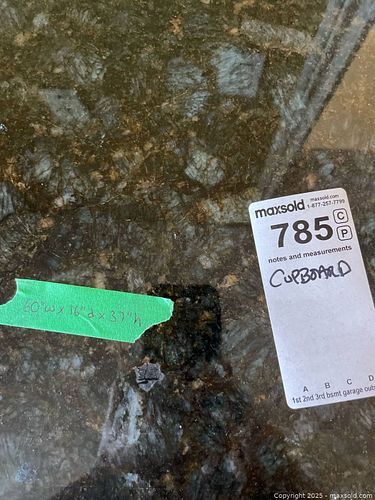 maxsold
maxsold.com
1-877-257-7799
785 C
P
notes and measurements
CUPBOARD
60"w x 16"d x 37"h
A B C D
1st 2nd 3rd bsmt garage
Copyright 2025 - maxsold.com